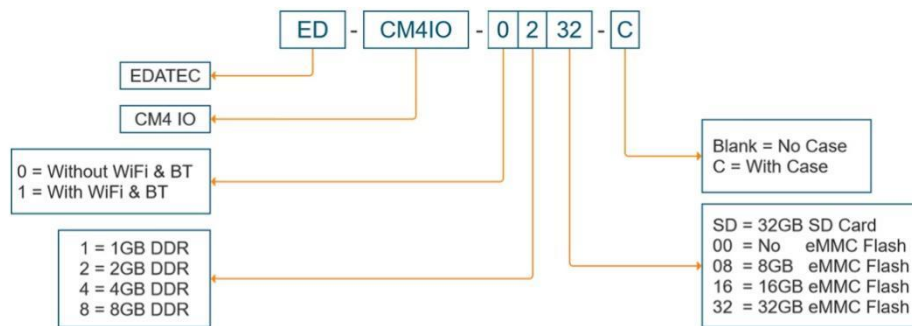 ED - CM4IO - 0 2 32 - C
EDATEC
CM4 IO
0 = Without WiFi & BT
1 = With WiFi & BT
1 = 1GB DDR
2 = 2GB DDR
4 = 4GB DDR
8 = 8GB DDR
Blank = No Case
C = With Case
SD = 32GB SD Card
00 = No eMMC Flash
08 = 8GB eMMC Flash
16 = 16GB eMMC Flash
32 = 32GB eMMC Flash